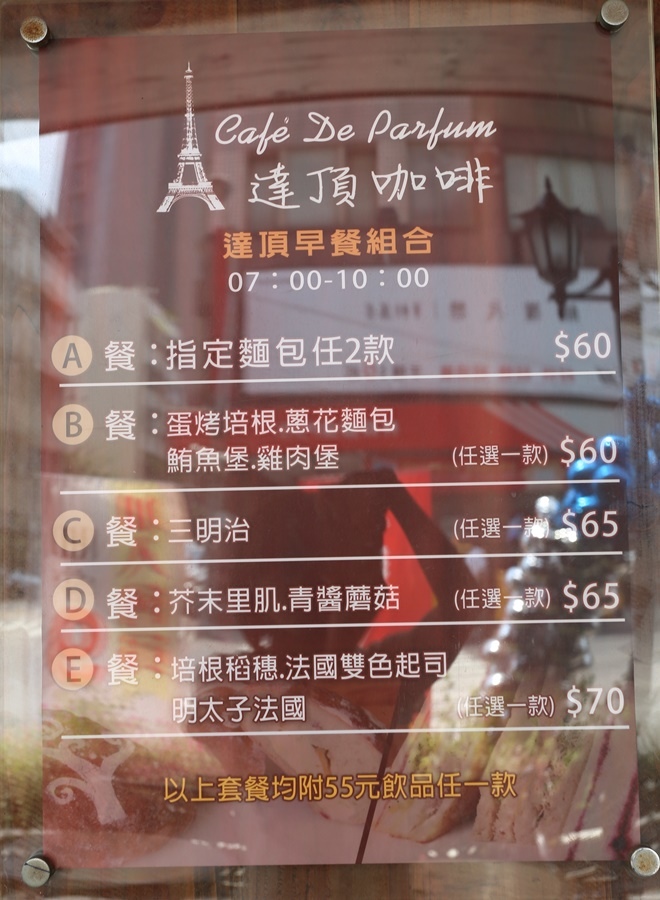 Café De Parfum
達頂咖啡
達頂早餐組合
07：00-10：00
A 餐：指定麵包任2款 $60
B 餐：蛋烤培根.蔥花麵包
鮪魚堡.雞肉堡 (任選一款) $60
C 餐：三明治 (任選一款) $65
D 餐：芥末里肌.青醬蘑菇 (任選一款) $65
E 餐：培根稻穗.法國雙色起司
明太子法國 (任選一款) $70
以上套餐均附55元飲品任一款